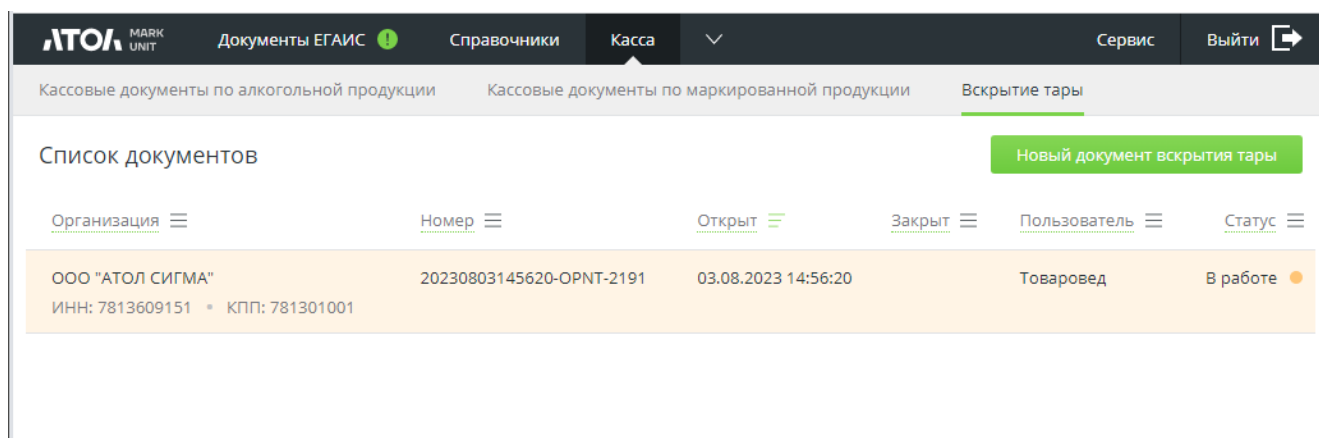 АТОЛ MARK UNIT Документы ЕГАИС ! Справочники Касса Сервис Выйти
Кассовые документы по алкогольной продукции Кассовые документы по маркированной продукции Вскрытие тары
Список документов Новый документ вскрытия тары
Организация Номер Открыт Закрыт Пользователь Статус
ООО "АТОЛ СИГМА" 20230803145620-OPNT-2191 03.08.2023 14:56:20 Товаровед В работе
ИНН: 7813609151 • КПП: 781301001